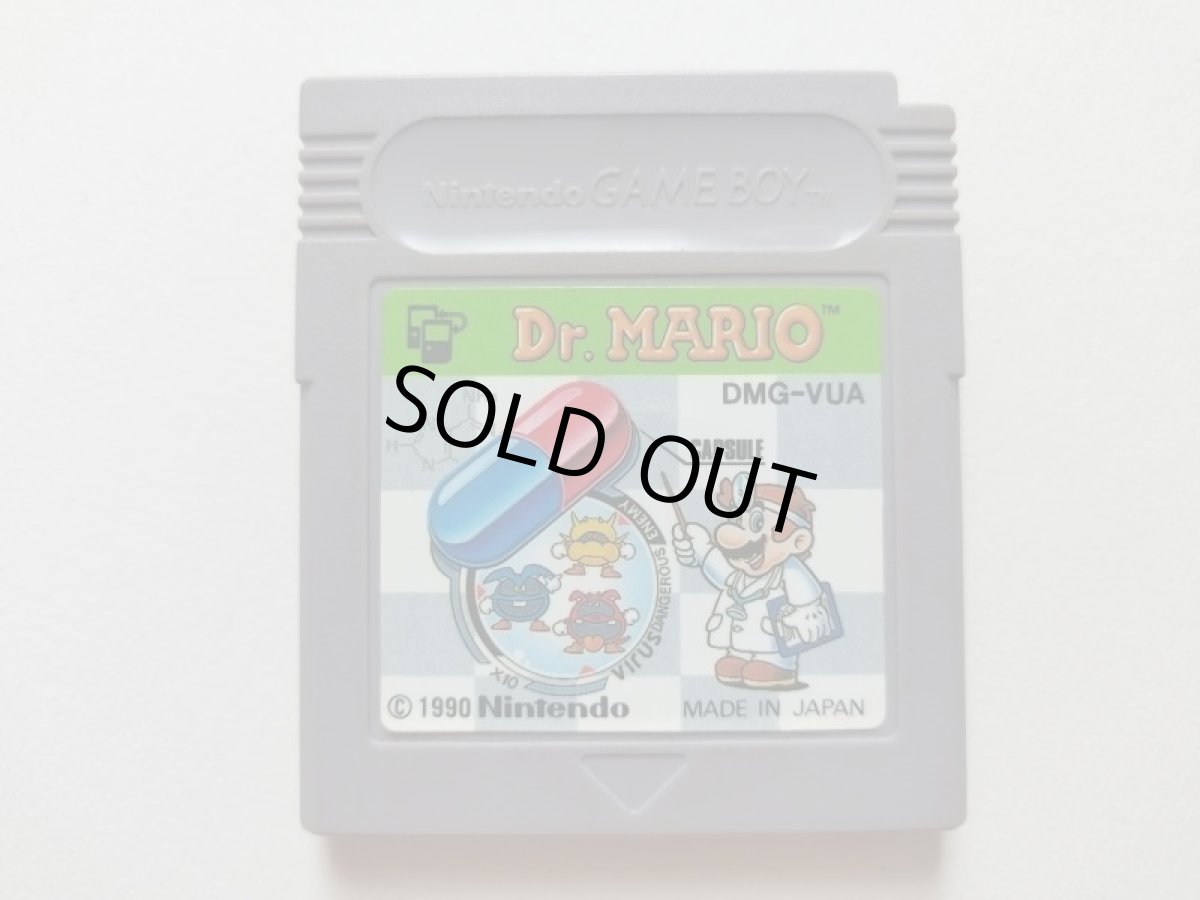 Nintendo GAME BOY™
Dr. MARIO™
DMG-VUA
SOLD OUT
CAPSULE
H
N
ENEMY
DANGEROUS
VIRUS
X10
© 1990 Nintendo
MADE IN JAPAN